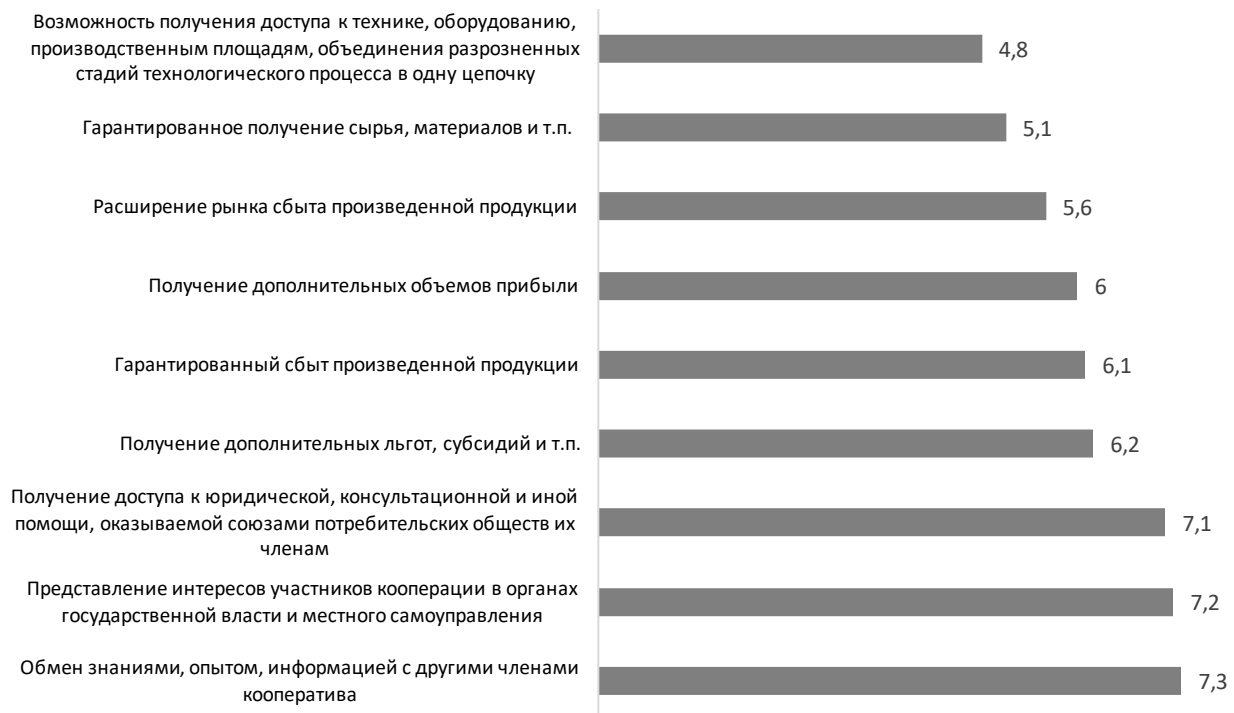 Возможность получения доступа к технике, оборудованию,
производственным площадям, объединения разрозненных
стадий технологического процесса в одну цепочку
4,8
Гарантированное получение сырья, материалов и т.п.
5,1
Расширение рынка сбыта произведенной продукции
5,6
Получение дополнительных объемов прибыли
6
Гарантированный сбыт произведенной продукции
6,1
Получение дополнительных льгот, субсидий и т.п.
6,2
Получение доступа к юридической, консультационной и иной
помощи, оказываемой союзами потребительских обществ их
членам
7,1
Представление интересов участников кооперации в органах
государственной власти и местного самоуправления
7,2
Обмен знаниями, опытом, информацией с другими членами
кооператива
7,3